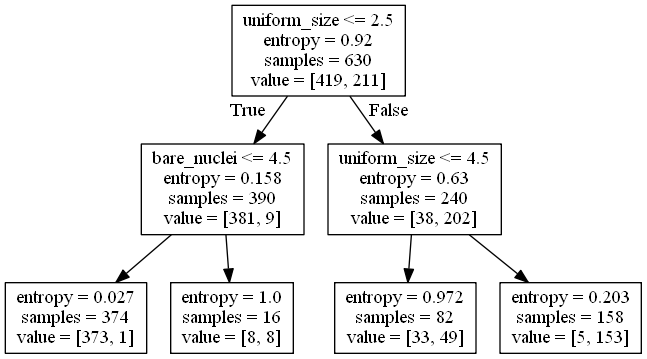 uniform_size <= 2.5
entropy = 0.92
samples = 630
value = [419, 211]
True
False
bare_nuclei <= 4.5
entropy = 0.158
samples = 390
value = [381, 9]
uniform_size <= 4.5
entropy = 0.63
samples = 240
value = [38, 202]
entropy = 0.027
samples = 374
value = [373, 1]
entropy = 1.0
samples = 16
value = [8, 8]
entropy = 0.972
samples = 82
value = [33, 49]
entropy = 0.203
samples = 158
value = [5, 153]